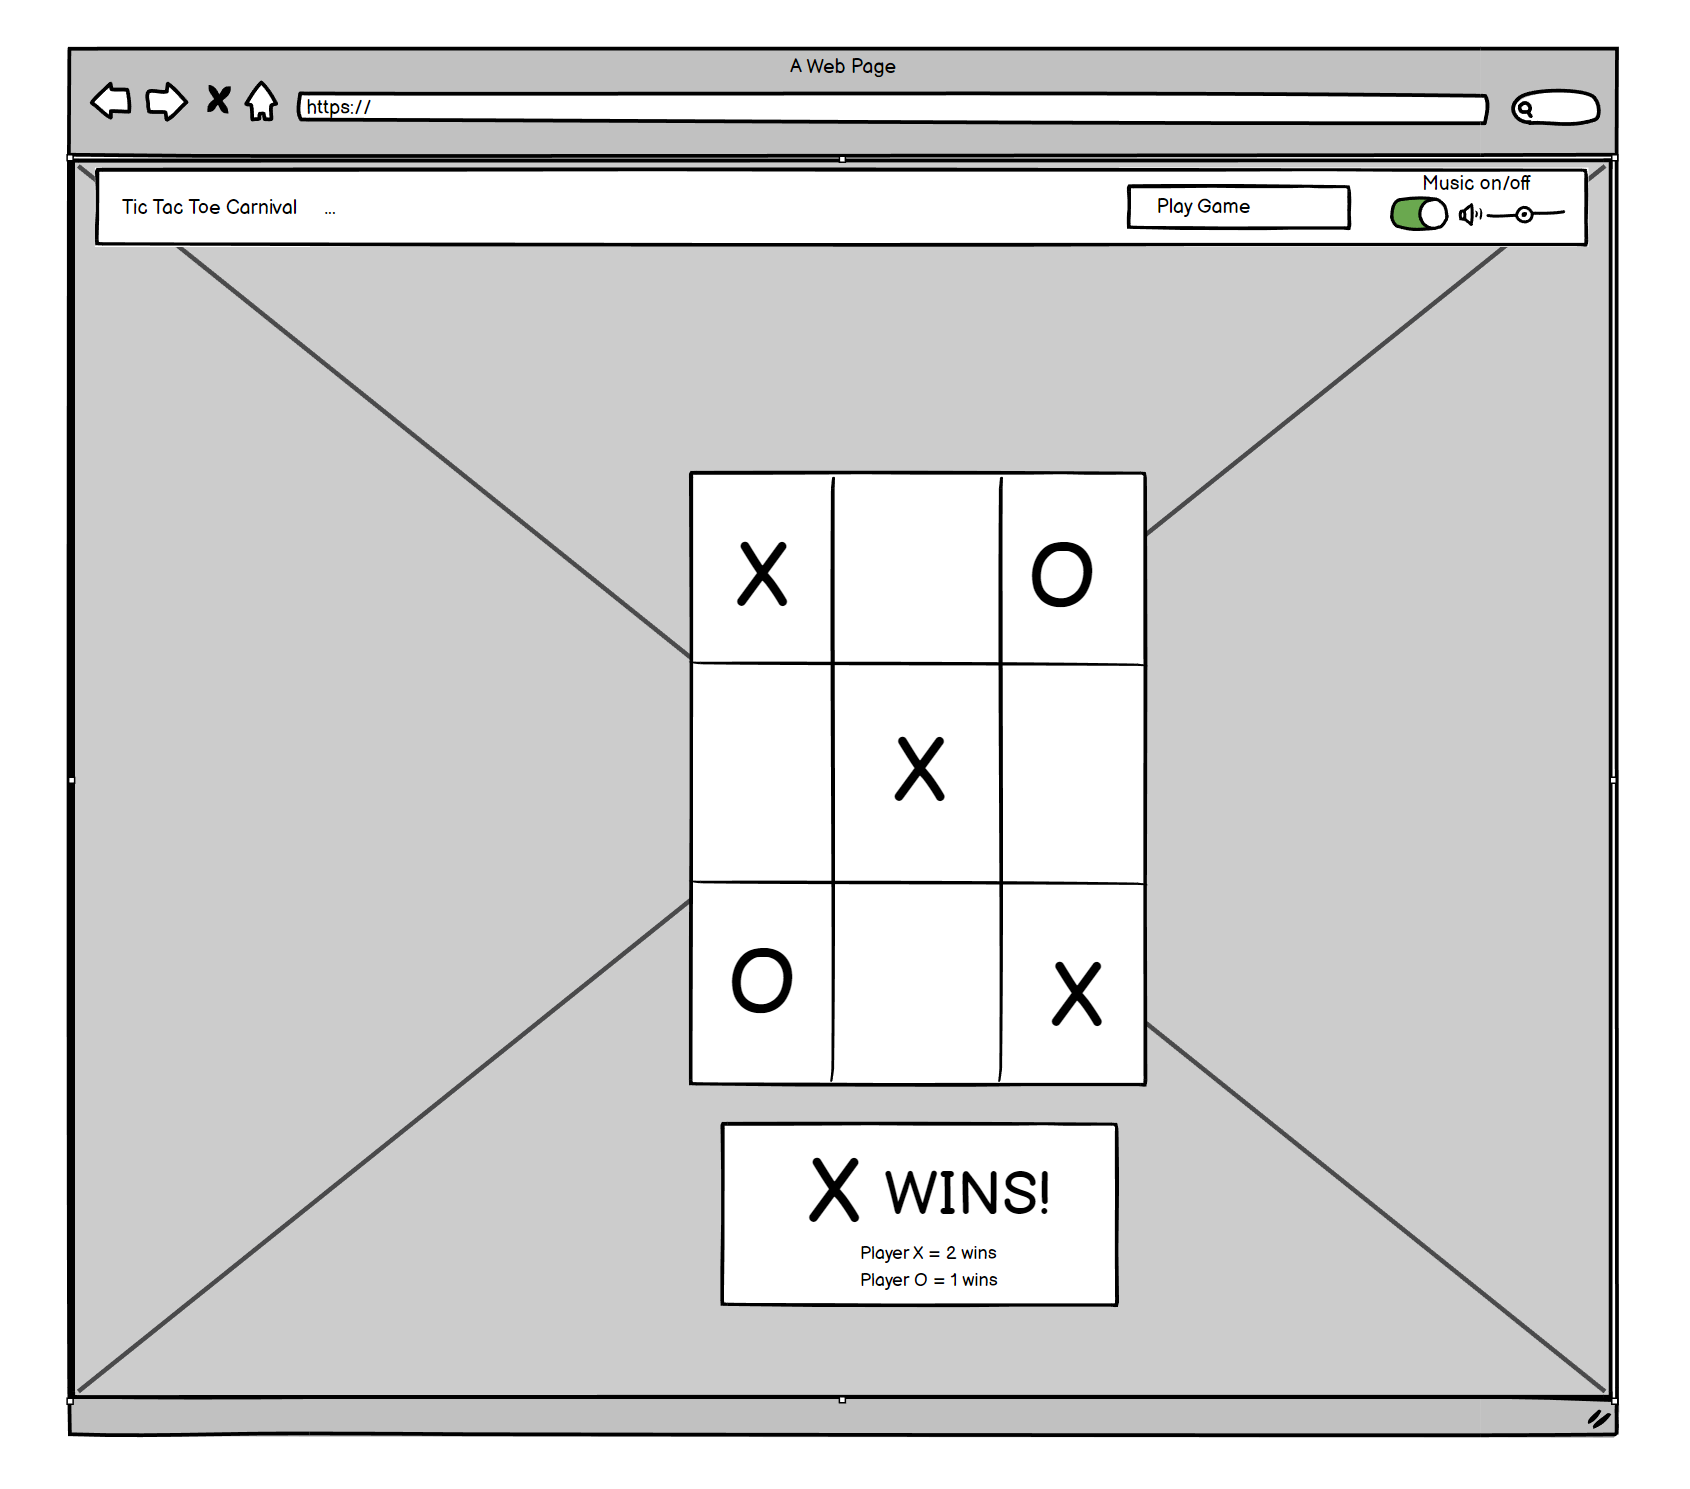 A Web Page
https://
Music on/off
Tic Tac Toe Carnival ...
Play Game
X O
X
O X
X WINS!
Player X = 2 wins
Player O = 1 wins